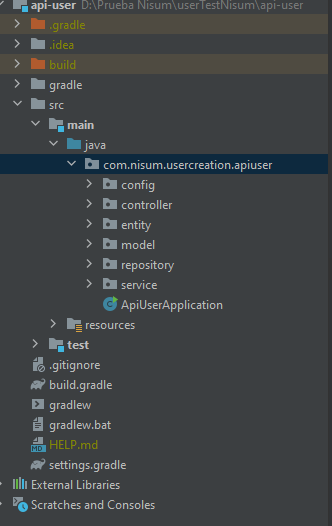 api-user D:\Prueba Nisum\userTestNisum\api-user
.gradle
.idea
build
gradle
src
main
java
com.nisum.usercreation.apiuser
config
controller
entity
model
repository
service
ApiUserApplication
resources
test
.gitignore
build.gradle
gradlew
gradlew.bat
HELP.md
settings.gradle
External Libraries
Scratches and Consoles